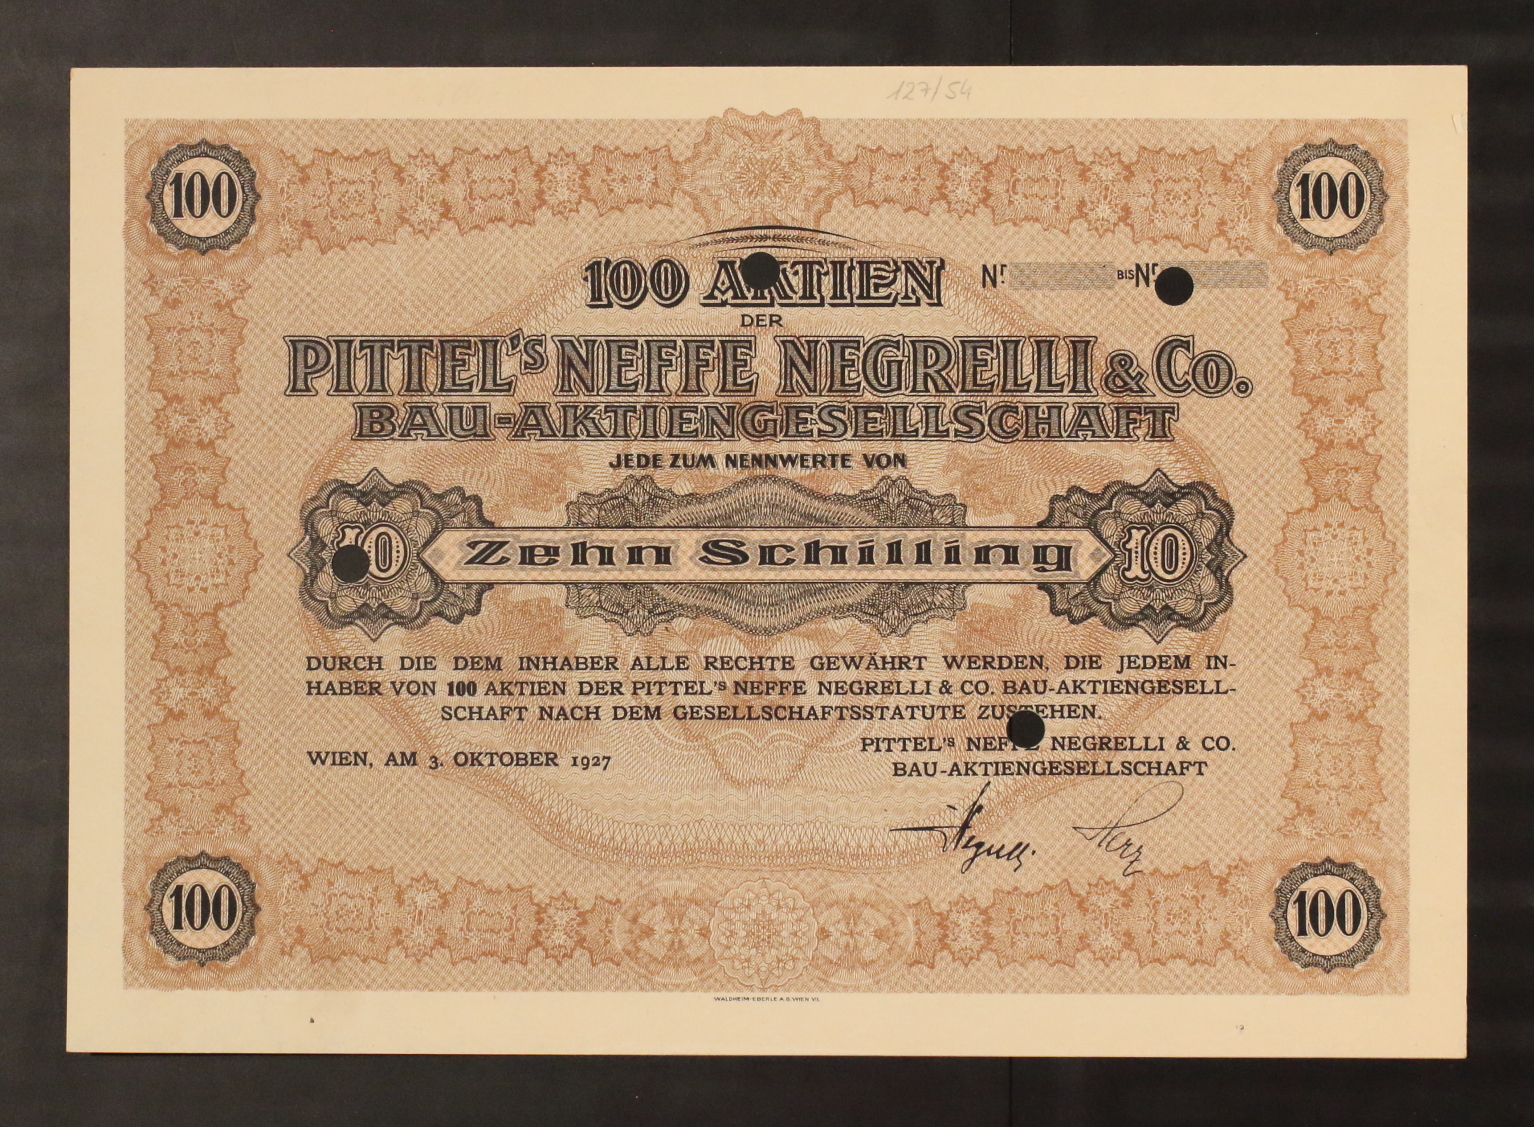 127/54
100 100
100 AKTIEN Nr. BIS Nr.
DER
PITTEL'S NEFFE NEGRELLI & CO.
BAU-AKTIENGESELLSCHAFT
JEDE ZUM NENNWERTE VON
10 Zehn Schilling 10
DURCH DIE DEM INHABER ALLE RECHTE GEWÄHRT WERDEN, DIE JEDEM IN-
HABER VON 100 AKTIEN DER PITTEL'S NEFFE NEGRELLI & CO. BAU-AKTIENGESELL-
SCHAFT NACH DEM GESELLSCHAFTSSTATUTE ZUSTEHEN.
PITTEL'S NEFFE NEGRELLI & CO.
WIEN, AM 3. OKTOBER 1927
BAU-AKTIENGESELLSCHAFT
100 100
WALDHEIM-EBERLE A.G. WIEN VII.